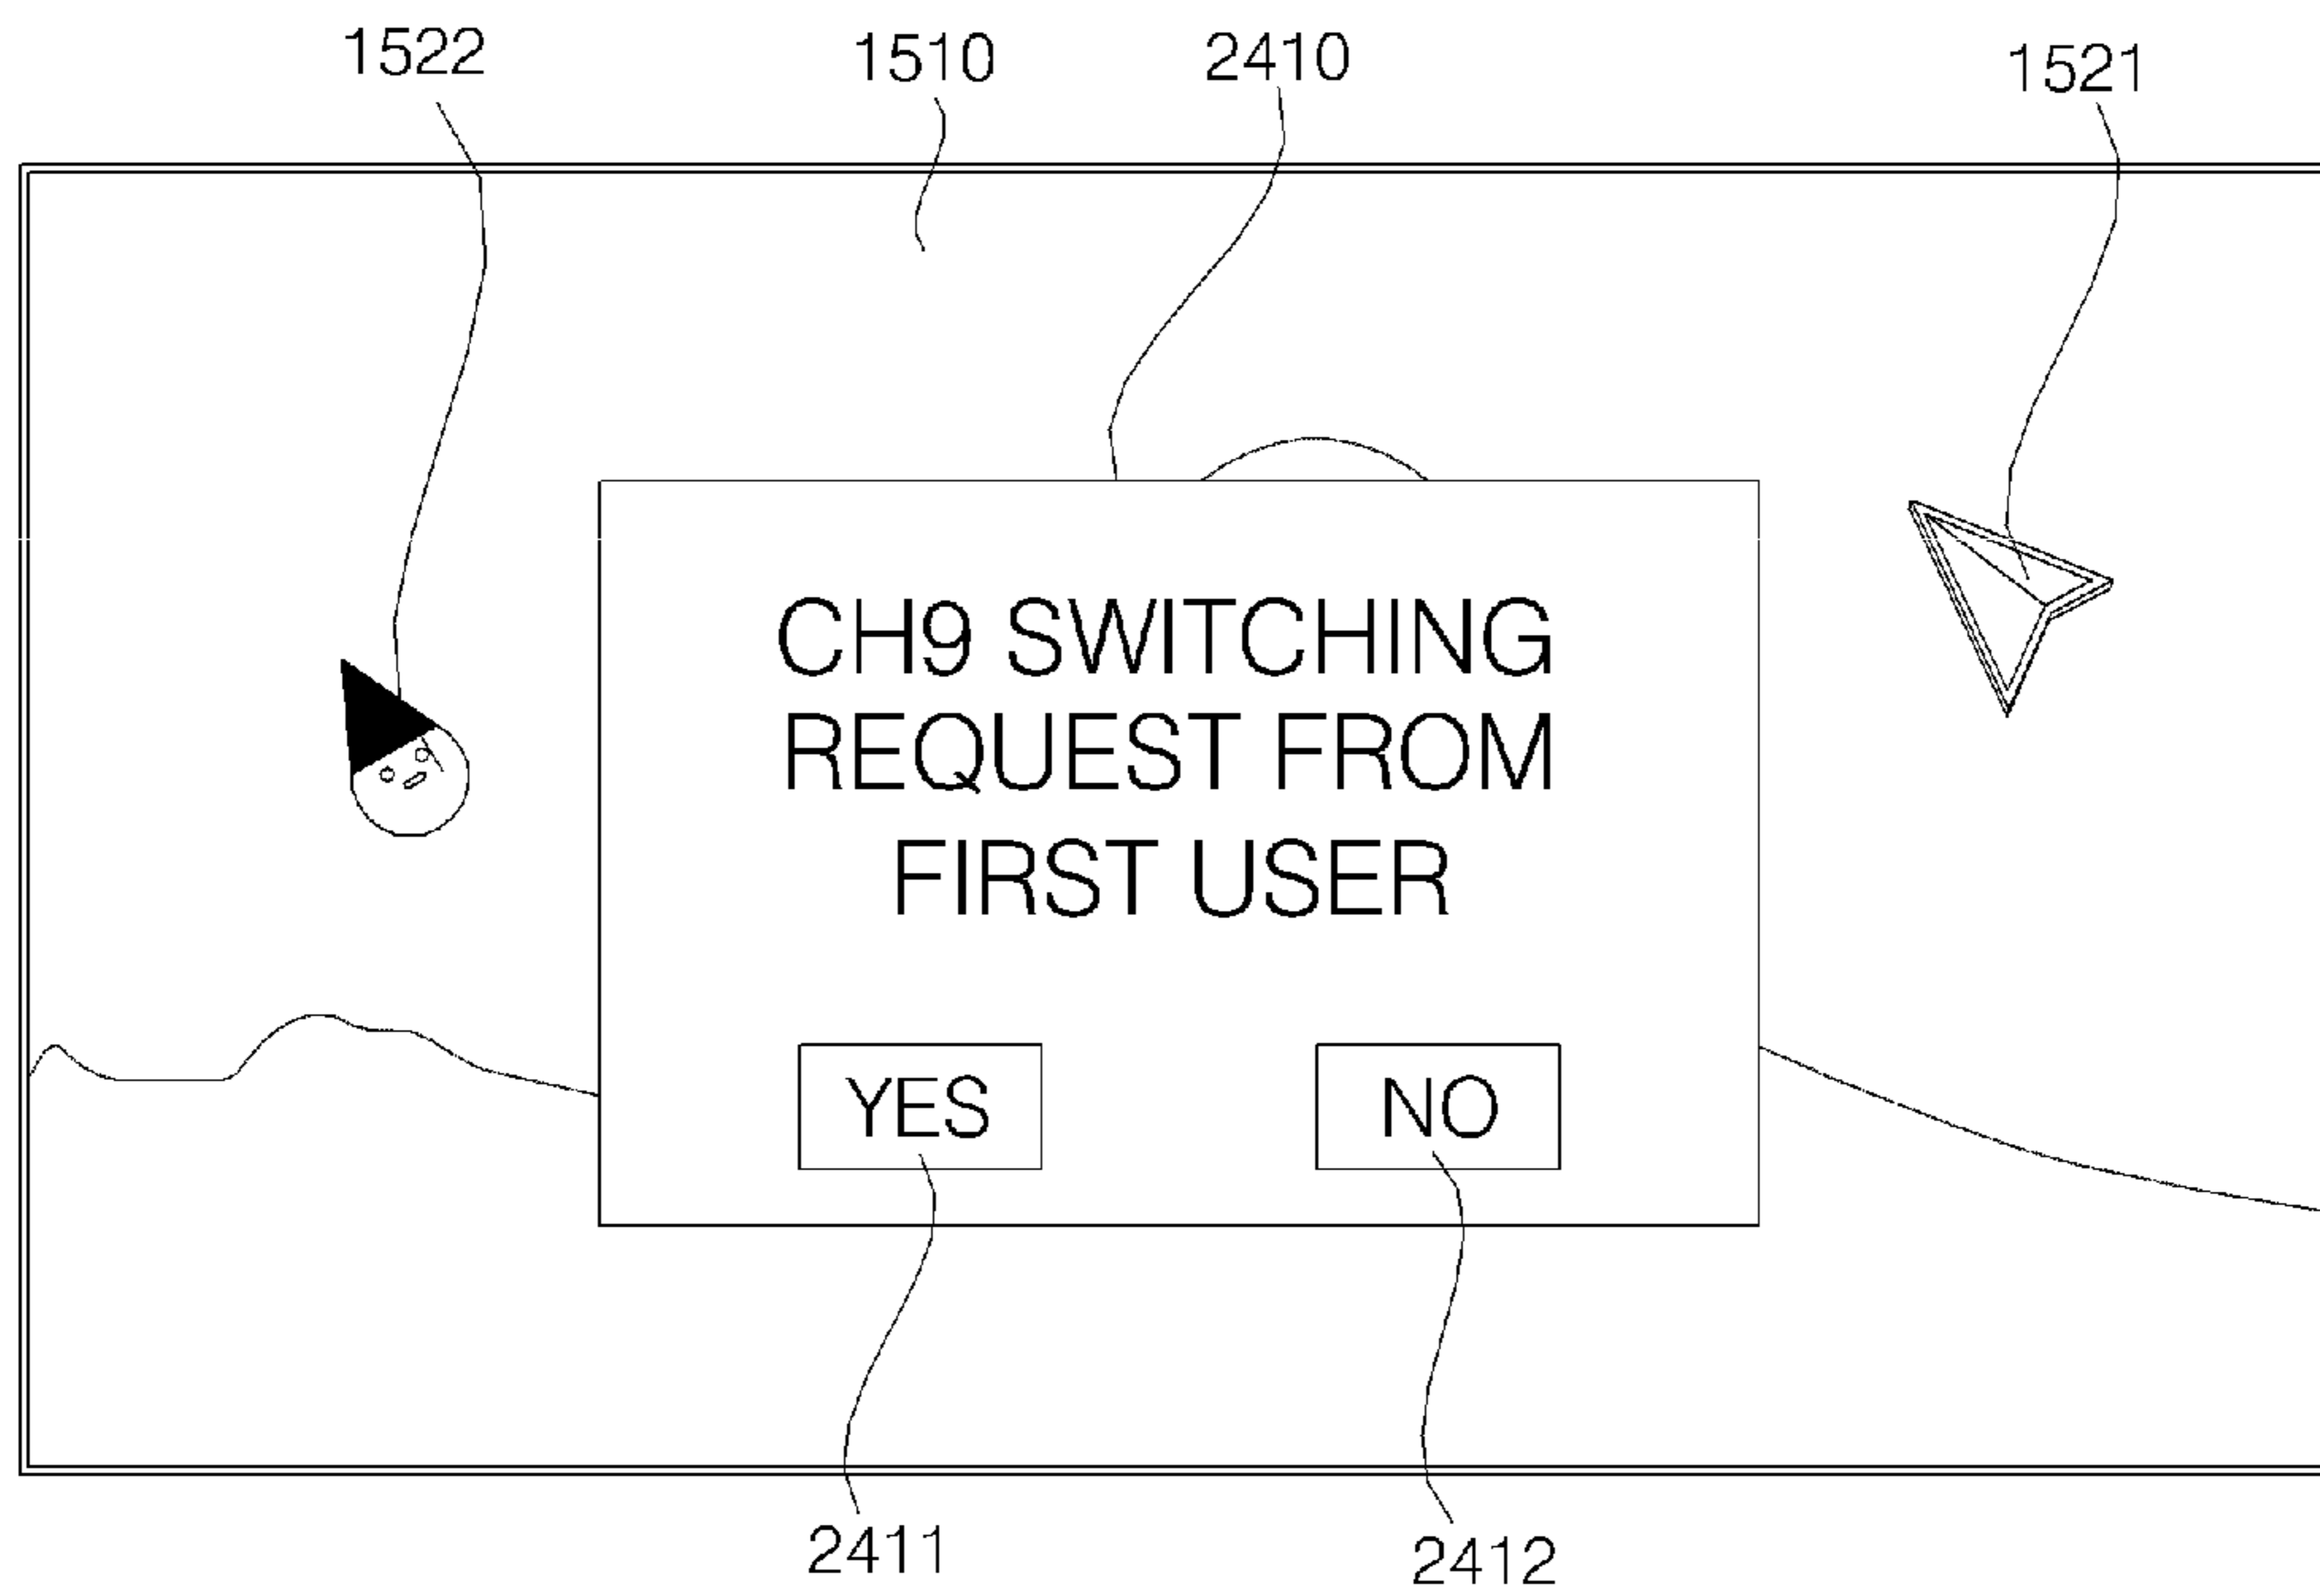 1522 1510 2410 1521
CH9 SWITCHING
REQUEST FROM
FIRST USER
YES NO
2411 2412